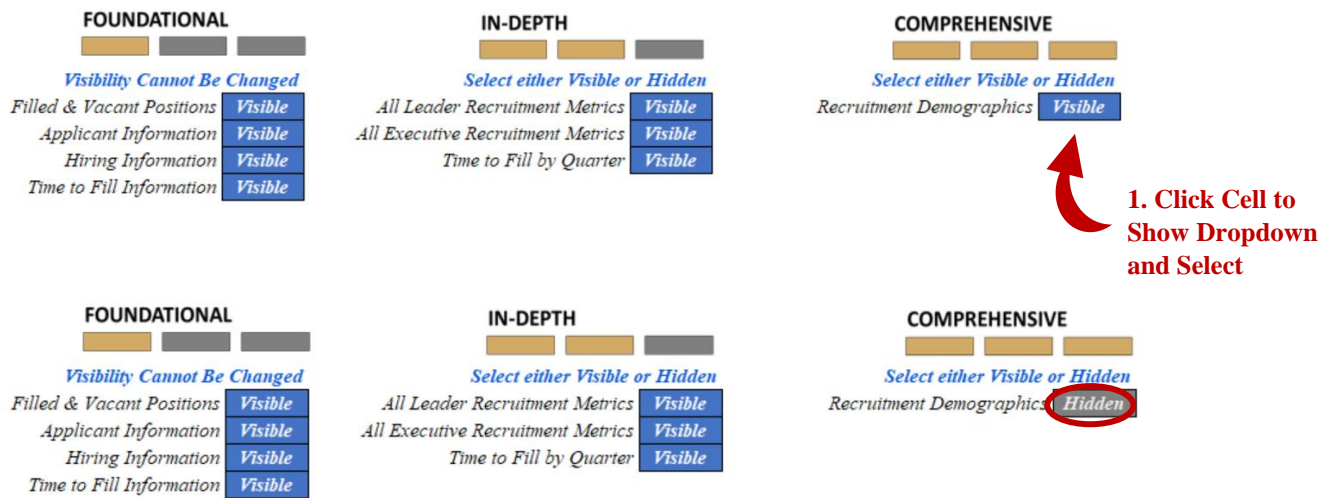 FOUNDATIONAL
Visibility Cannot Be Changed
Filled & Vacant Positions Visible
Applicant Information Visible
Hiring Information Visible
Time to Fill Information Visible
IN-DEPTH
Select either Visible or Hidden
All Leader Recruitment Metrics Visible
All Executive Recruitment Metrics Visible
Time to Fill by Quarter Visible
COMPREHENSIVE
Select either Visible or Hidden
Recruitment Demographics Visible
1. Click Cell to
Show Dropdown
and Select
FOUNDATIONAL
Visibility Cannot Be Changed
Filled & Vacant Positions Visible
Applicant Information Visible
Hiring Information Visible
Time to Fill Information Visible
IN-DEPTH
Select either Visible or Hidden
All Leader Recruitment Metrics Visible
All Executive Recruitment Metrics Visible
Time to Fill by Quarter Visible
COMPREHENSIVE
Select either Visible or Hidden
Recruitment Demographics Hidden